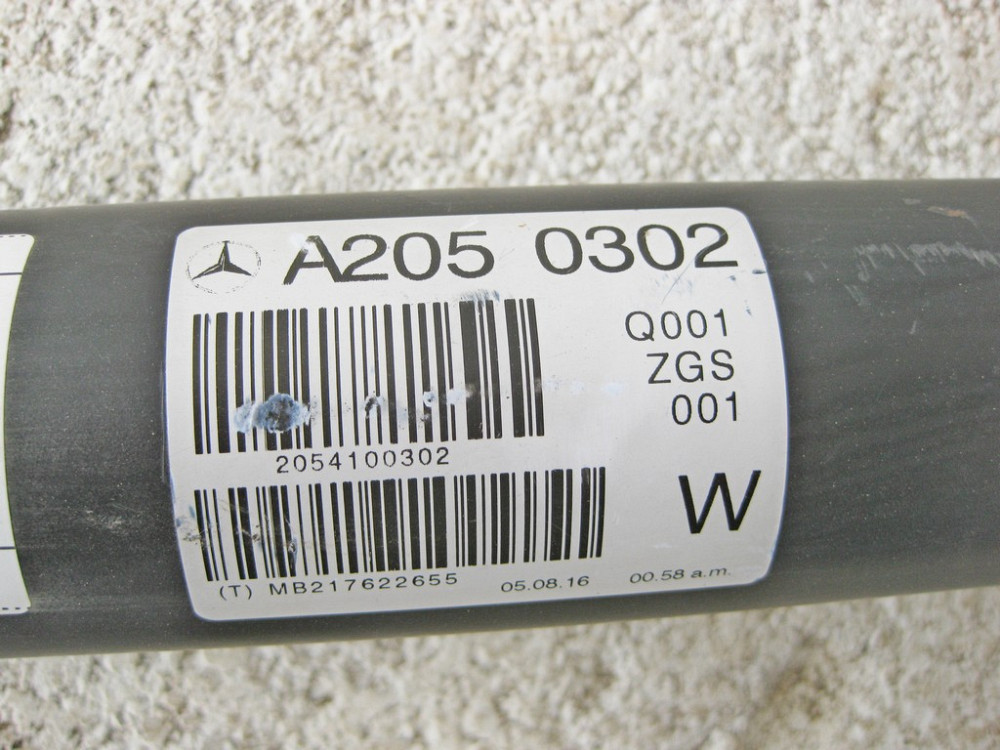 A205 0302
Q001
ZGS
001
2054100302
W
(T) MB217622655 05.08.16 00.58 a.m.